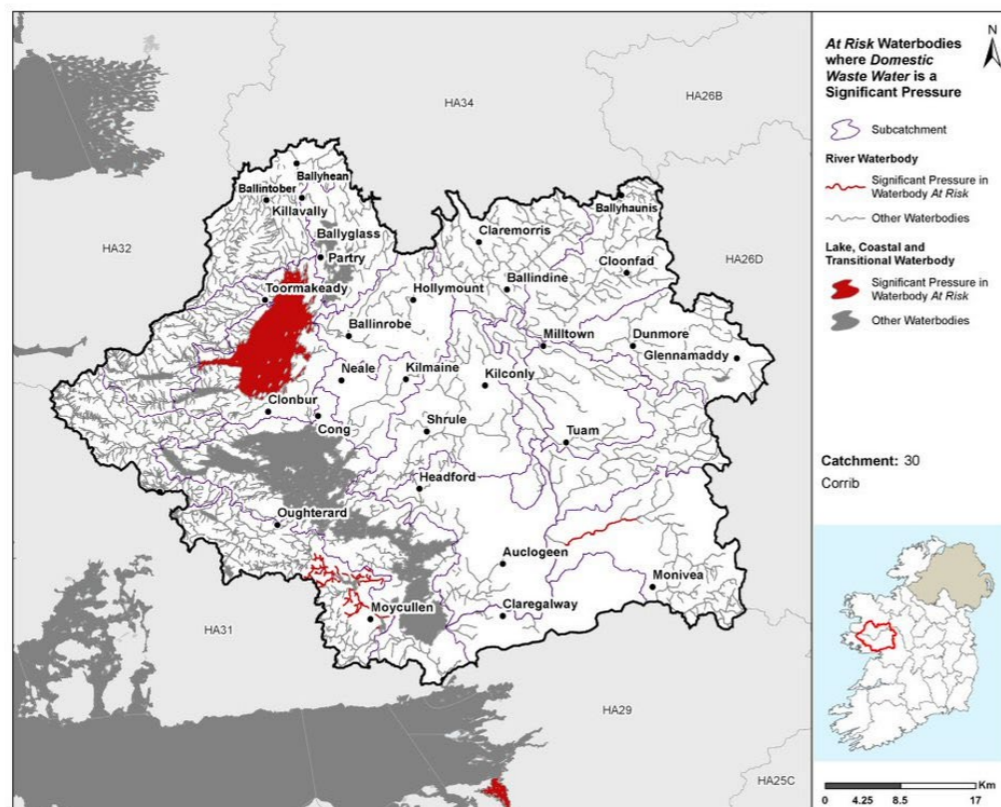 HA34
HA26B
HA32
HA26D
HA31
HA29
HA25C
Ballyhean
Ballintober
Killavally
Ballyhaunis
Ballyglass
Claremorris
Partry
Cloonfad
Toormakeady
Hollymount
Ballindine
Ballinrobe
Milltown
Dunmore
Glennamaddy
Neale
Kilmaine
Kilconly
Clonbur
Cong
Shrule
Tuam
Headford
Oughterard
Auclogeen
Monivea
Moycullen
Claregalway
At Risk Waterbodies
where Domestic
Waste Water is a
Significant Pressure
N
Subcatchment
River Waterbody
Significant Pressure in
Waterbody At Risk
Other Waterbodies
Lake, Coastal and
Transitional Waterbody
Significant Pressure in
Waterbody At Risk
Other Waterbodies
Catchment: 30
Corrib
Km
0 4.25 8.5 17